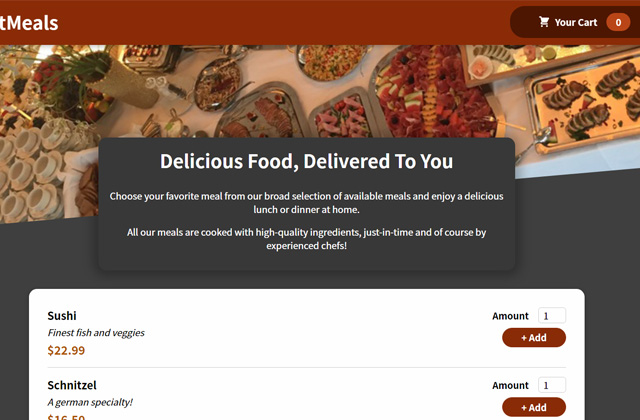 tMeals
Your Cart 0
Delicious Food, Delivered To You
Choose your favorite meal from our broad selection of available meals and enjoy a delicious
lunch or dinner at home.
All our meals are cooked with high-quality ingredients, just-in-time and of course by
experienced chefs!
Sushi
Amount 1
Finest fish and veggies
$22.99
+ Add
Schnitzel
Amount 1
A german specialty!
$16.50
+ Add